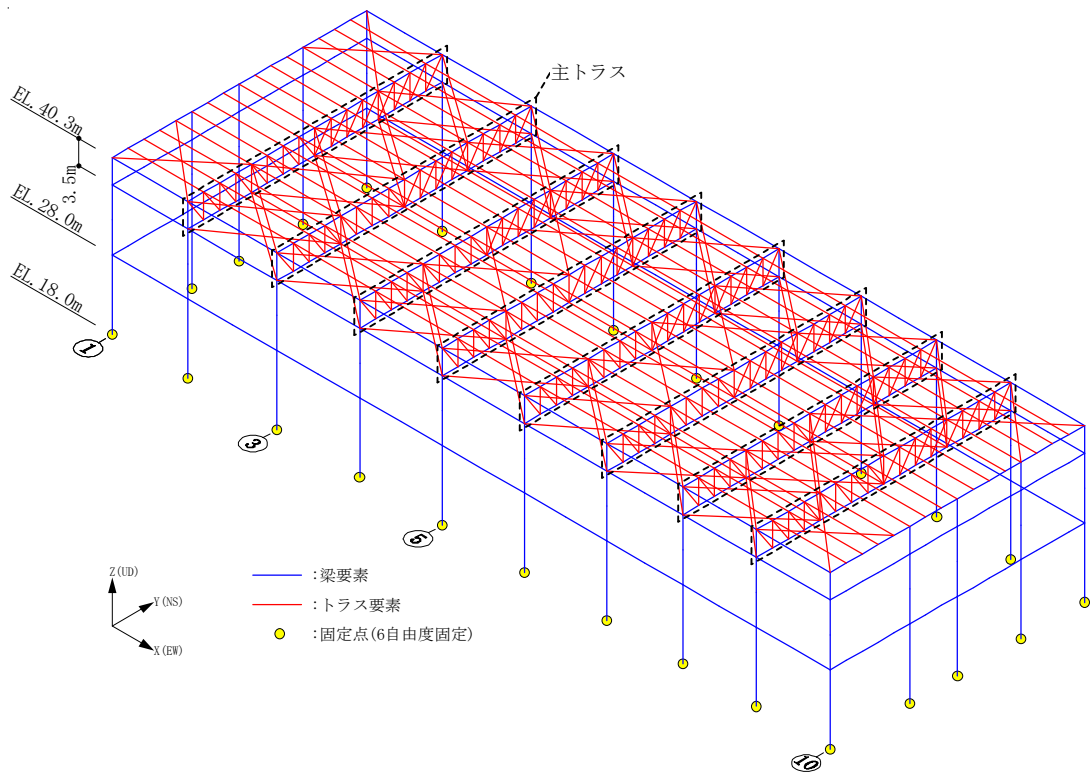 主トラス
EL. 40.3m
3.5m
EL. 28.0m
EL. 18.0m
1
3
5
10
Z(UD)
Y(NS)
X(EW)
:梁要素
:トラス要素
:固定点(6自由度固定)